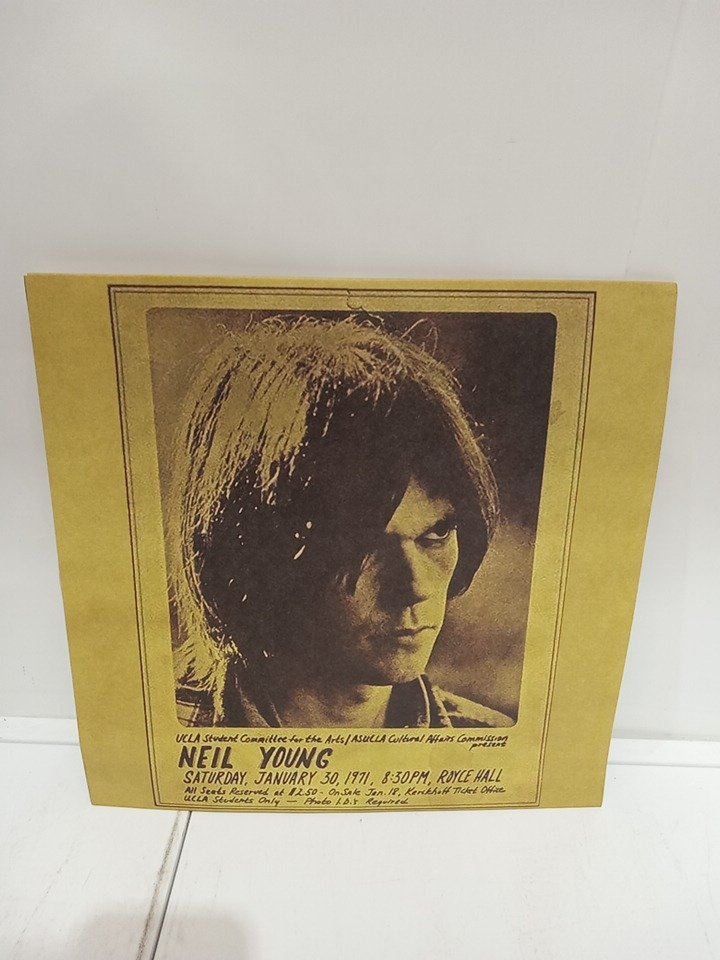 UCLA Student Committee for the Arts/ASUCLA Cultural Affairs Commission
present
NEIL YOUNG
SATURDAY, JANUARY 30, 1971, 8:30PM, ROYCE HALL
All Seats Reserved at $2.50 - On Sale Jan. 18, Kerckhoff Ticket Office
UCLA Students Only — Photo I.D.s Required